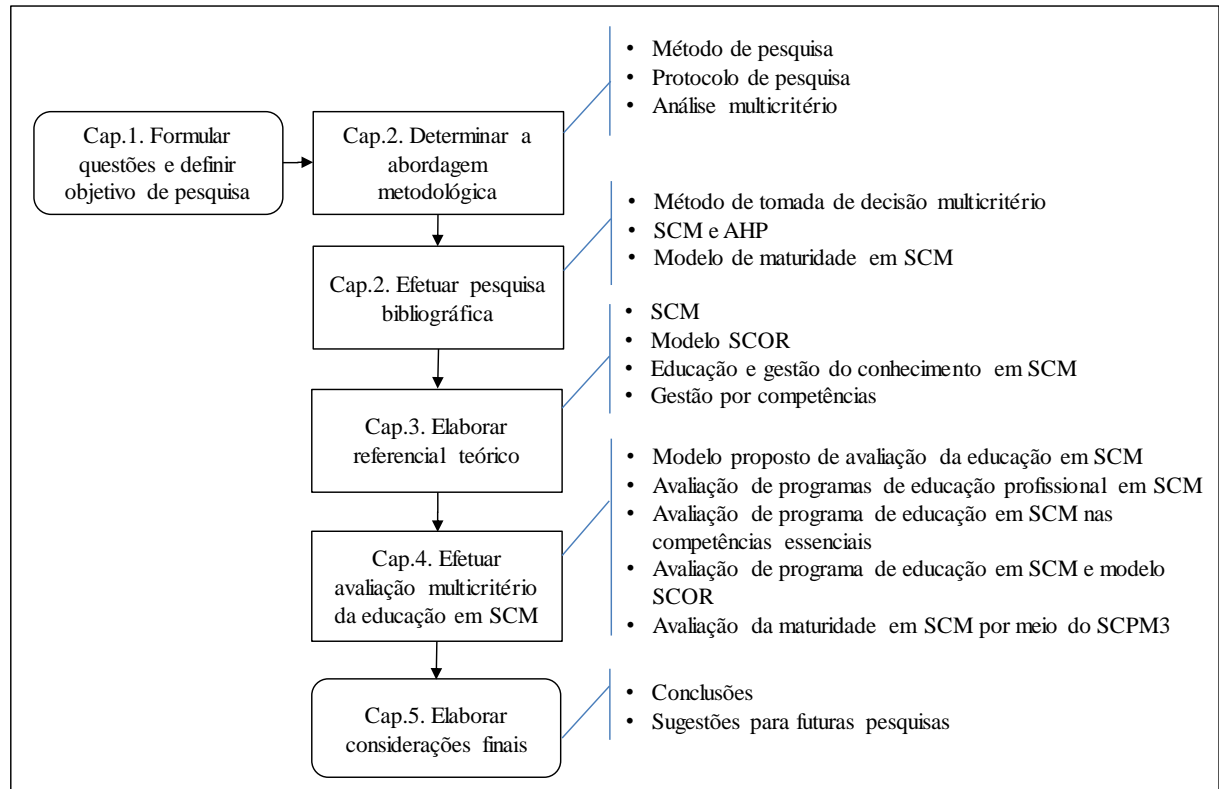 Cap.1. Formular
questões e definir
objetivo de pesquisa
Cap.2. Determinar a
abordagem
metodológica
• Método de pesquisa
• Protocolo de pesquisa
• Análise multicritério
Cap.2. Efetuar pesquisa
bibliográfica
• Método de tomada de decisão multicritério
• SCM e AHP
• Modelo de maturidade em SCM
Cap.3. Elaborar
referencial teórico
• SCM
• Modelo SCOR
• Educação e gestão do conhecimento em SCM
• Gestão por competências
Cap.4. Efetuar
avaliação multicritério
da educação em SCM
• Modelo proposto de avaliação da educação em SCM
• Avaliação de programas de educação profissional em SCM
• Avaliação de programa de educação em SCM nas
competências essenciais
• Avaliação de programa de educação em SCM e modelo
SCOR
• Avaliação da maturidade em SCM por meio do SCPM3
Cap.5. Elaborar
considerações finais
• Conclusões
• Sugestões para futuras pesquisas